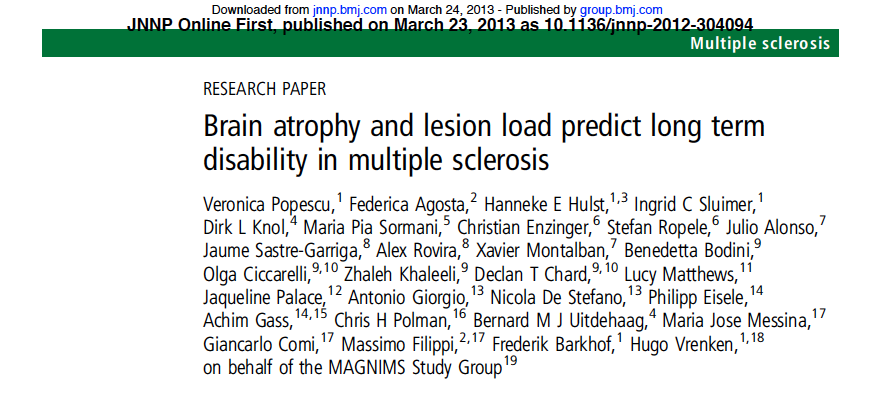 Downloaded from jnnp.bmj.com on March 24, 2013 - Published by group.bmj.com
JNNP Online First, published on March 23, 2013 as 10.1136/jnnp-2012-304094
Multiple sclerosis
RESEARCH PAPER
Brain atrophy and lesion load predict long term
disability in multiple sclerosis
Veronica Popescu,1 Federica Agosta,2 Hanneke E Hulst,1,3 Ingrid C Sluimer,1
Dirk L Knol,4 Maria Pia Sormani,5 Christian Enzinger,6 Stefan Ropele,6 Julio Alonso,7
Jaume Sastre-Garriga,8 Alex Rovira,8 Xavier Montalban,7 Benedetta Bodini,9
Olga Ciccarelli,9,10 Zhaleh Khaleeli,9 Declan T Chard,9,10 Lucy Matthews,11
Jaqueline Palace,12 Antonio Giorgio,13 Nicola De Stefano,13 Philipp Eisele,14
Achim Gass,14,15 Chris H Polman,16 Bernard M J Uitdehaag,4 Maria Jose Messina,17
Giancarlo Comi,17 Massimo Filippi,2,17 Frederik Barkhof,1 Hugo Vrenken,1,18
on behalf of the MAGNIMS Study Group19